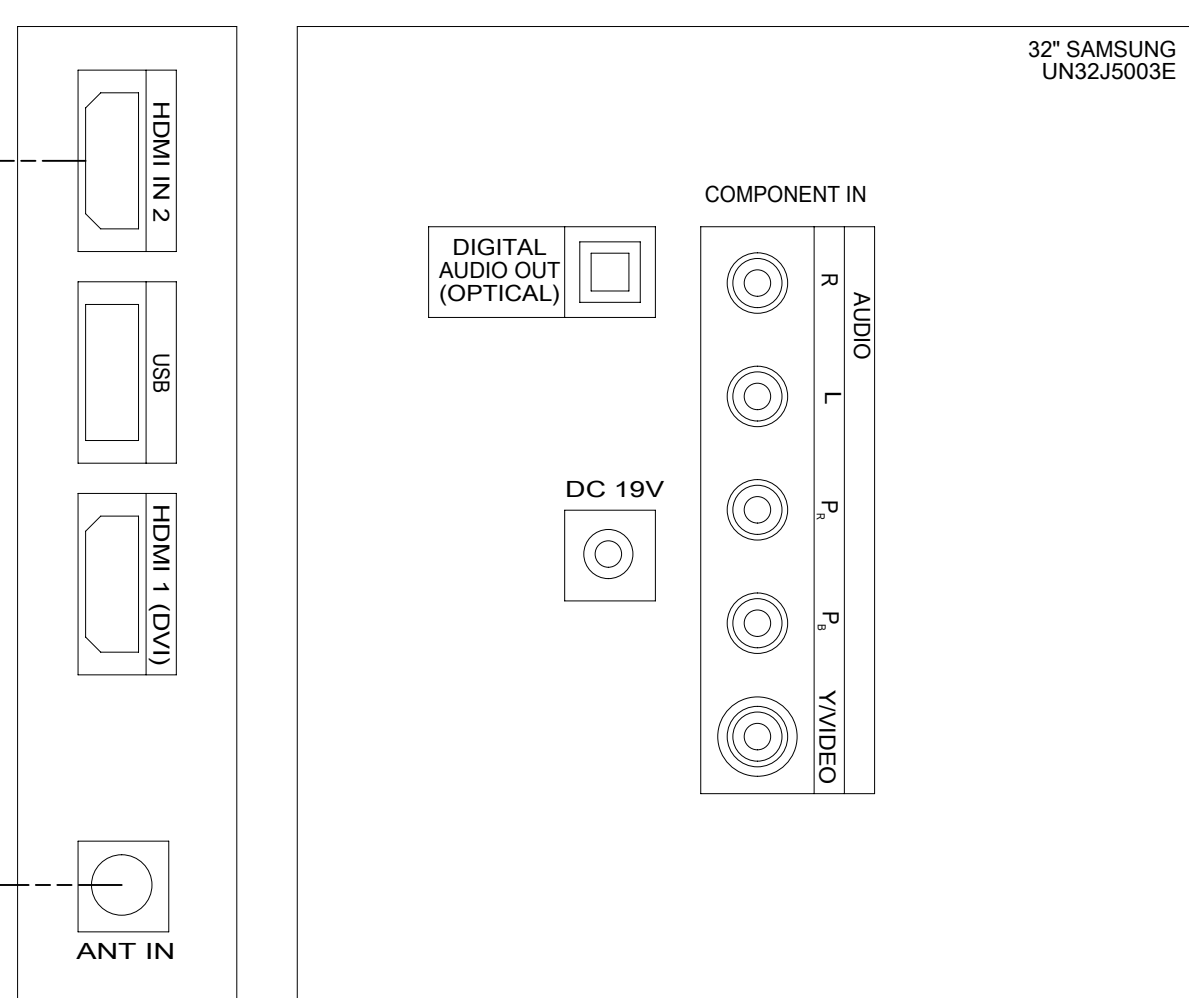 HDMI IN 2
USB
HDMI 1 (DVI)
ANT IN
32" SAMSUNG
UN32J5003E
COMPONENT IN
DIGITAL
AUDIO OUT
(OPTICAL)
DC 19V
AUDIO
R
L
PR
PB
Y/VIDEO